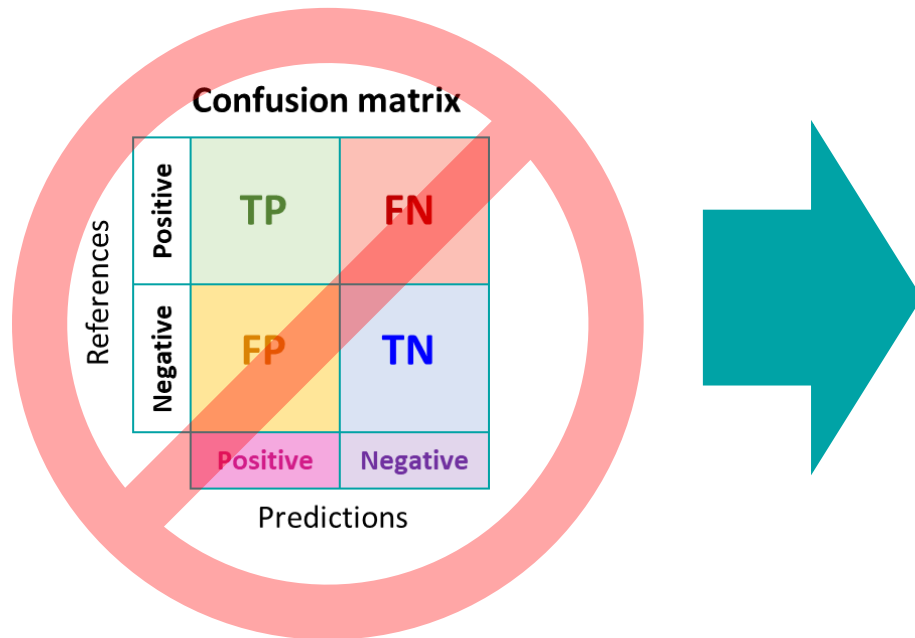 Confusion matrix
References
Positive
TP
FN
Negative
FP
TN
Positive
Negative
Predictions